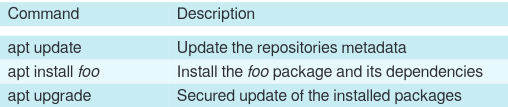 Command Description
apt update Update the repositories metadata
apt install foo Install the foo package and its dependencies
apt upgrade Secured update of the installed packages